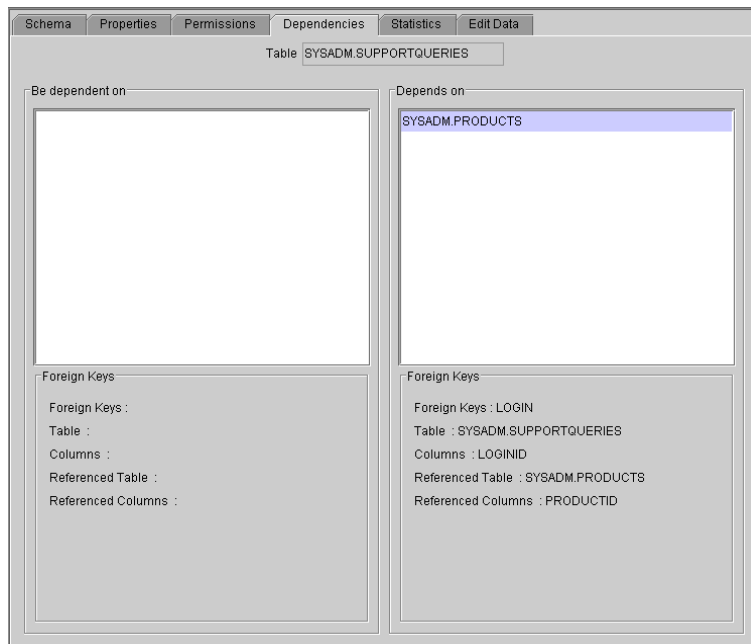 Schema Properties Permissions Dependencies Statistics Edit Data
Table SYSADM.SUPPORTQUERIES
Be dependent on
Depends on
SYSADM.PRODUCTS
Foreign Keys
Foreign Keys :
Table :
Columns :
Referenced Table :
Referenced Columns :
Foreign Keys
Foreign Keys : LOGIN
Table : SYSADM.SUPPORTQUERIES
Columns : LOGINID
Referenced Table : SYSADM.PRODUCTS
Referenced Columns : PRODUCTID